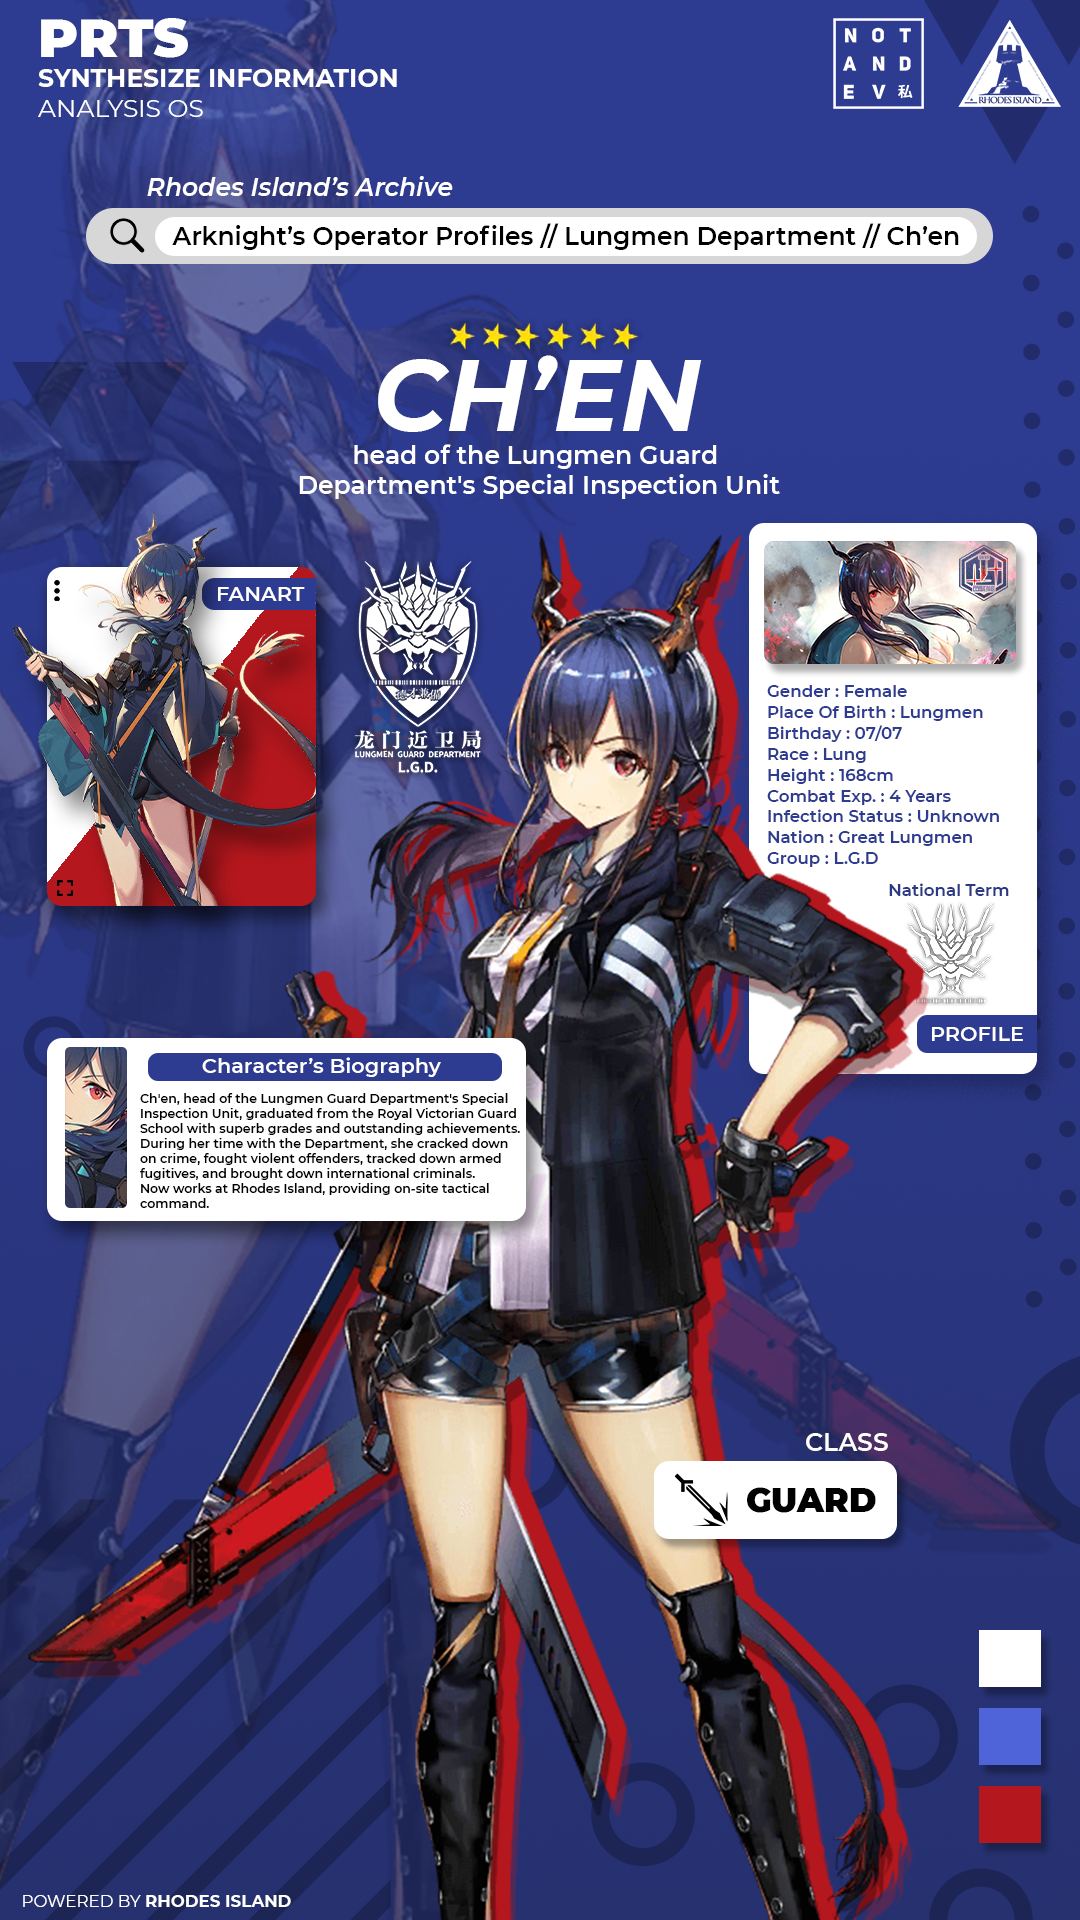 PRTS
SYNTHESIZE INFORMATION
ANALYSIS OS
N O T
A N D
E V 私
RHODES ISLAND
Rhodes Island’s Archive
Arknight’s Operator Profiles // Lungmen Department // Ch’en
CH’EN
head of the Lungmen Guard
Department's Special Inspection Unit
FANART
龙门近卫局
LUNGMEN GUARD DEPARTMENT
L.G.D.
Gender : Female
Place Of Birth : Lungmen
Birthday : 07/07
Race : Lung
Height : 168cm
Combat Exp. : 4 Years
Infection Status : Unknown
Nation : Great Lungmen
Group : L.G.D
National Term
PROFILE
Character’s Biography
Ch'en, head of the Lungmen Guard Department's Special
Inspection Unit, graduated from the Royal Victorian Guard
School with superb grades and outstanding achievements.
During her time with the Department, she cracked down
on crime, fought violent offenders, tracked down armed
fugitives, and brought down international criminals.
Now works at Rhodes Island, providing on-site tactical
command.
CLASS
GUARD
POWERED BY RHODES ISLAND